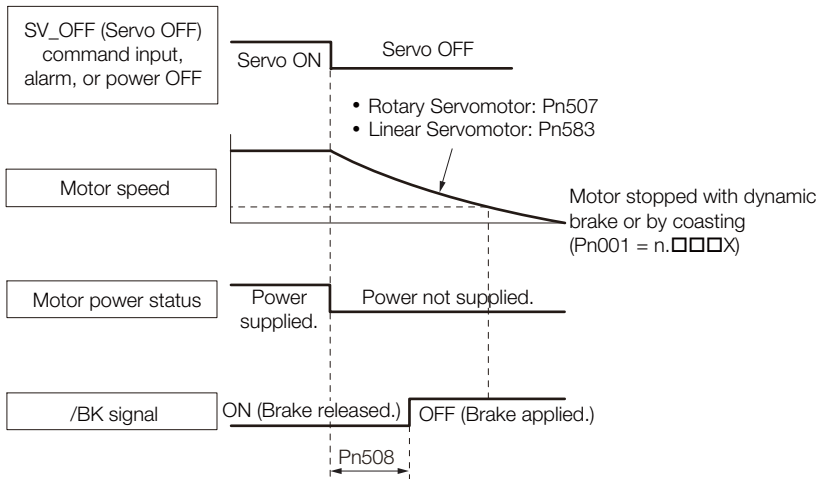 SV_OFF (Servo OFF)
command input,
alarm, or power OFF
Servo ON
Servo OFF
• Rotary Servomotor: Pn507
• Linear Servomotor: Pn583
Motor speed
Motor stopped with dynamic
brake or by coasting
(Pn001 = n.□□□X)
Motor power status
Power
supplied.
Power not supplied.
/BK signal
ON (Brake released.)
OFF (Brake applied.)
Pn508